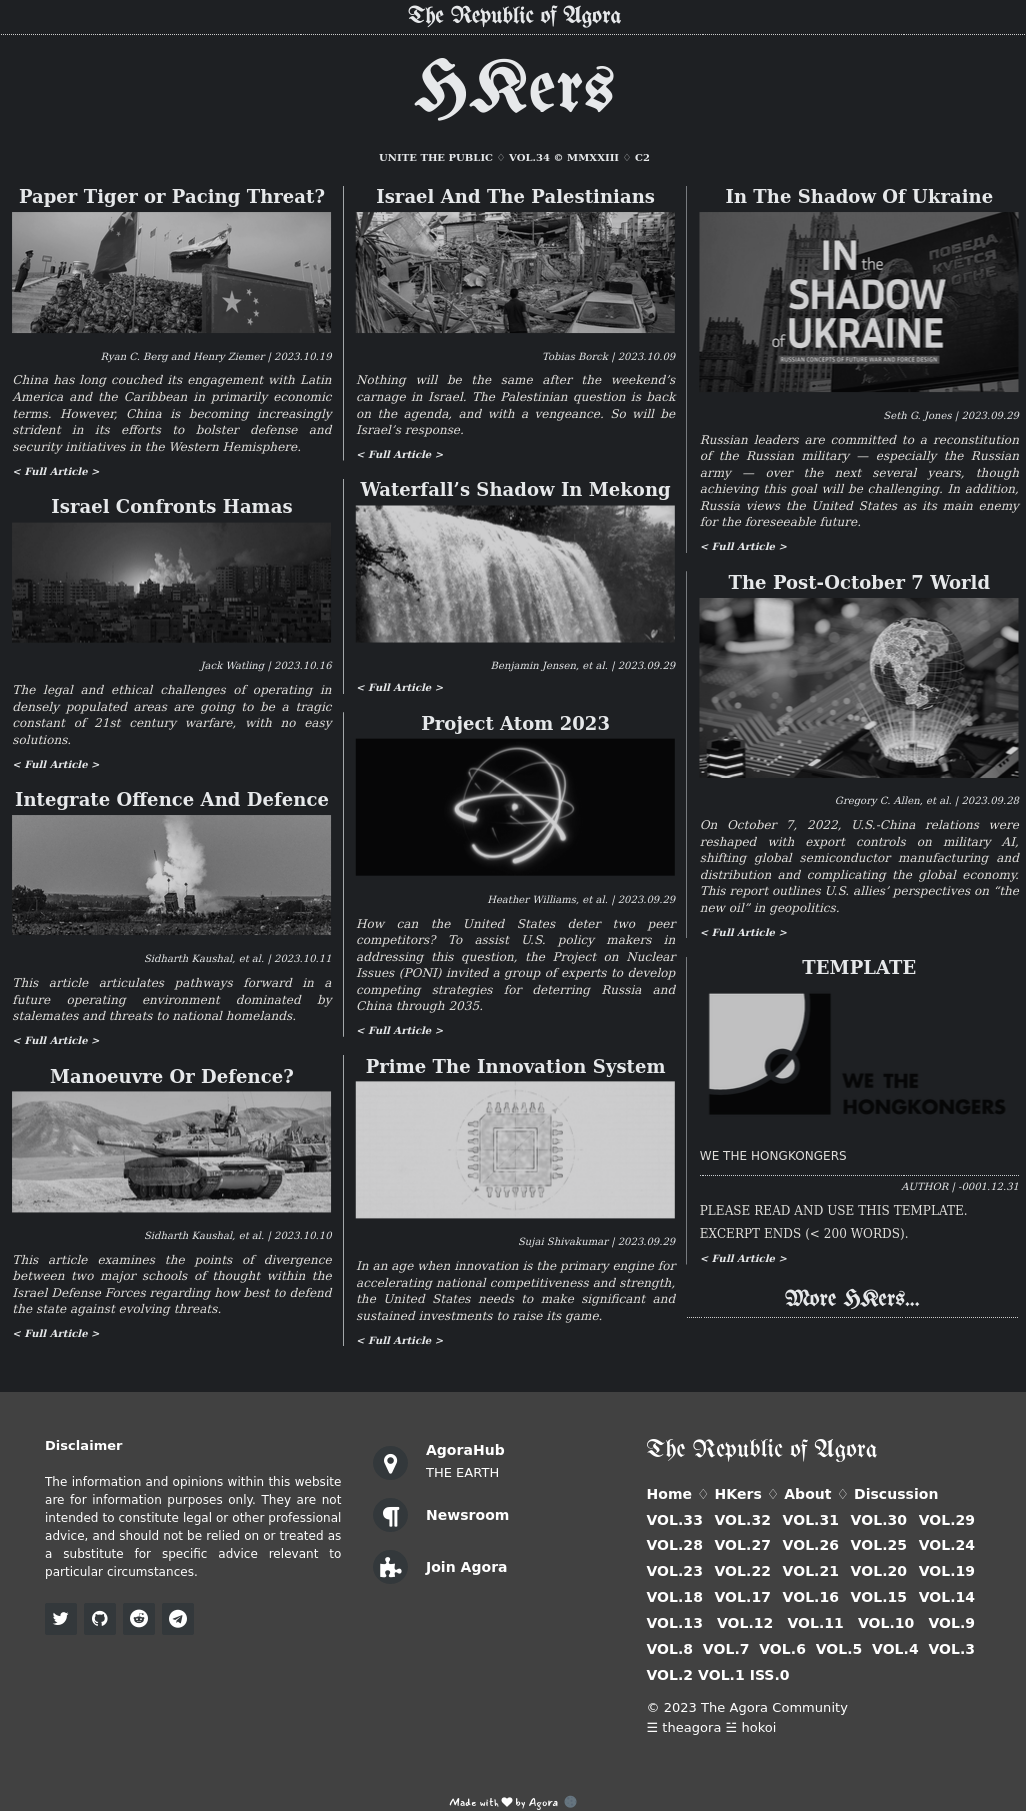 The Republic of Agora
HKers
UNITE THE PUBLIC ♢ VOL.34 © MMXXIII ♢ C2
Paper Tiger or Pacing Threat?
Ryan C. Berg and Henry Ziemer | 2023.10.19
China has long couched its engagement with Latin
America and the Caribbean in primarily economic
terms. However, China is becoming increasingly
strident in its efforts to bolster defense and
security initiatives in the Western Hemisphere.
< Full Article >
Israel Confronts Hamas
Jack Watling | 2023.10.16
The legal and ethical challenges of operating in
densely populated areas are going to be a tragic
constant of 21st century warfare, with no easy
solutions.
< Full Article >
Integrate Offence And Defence
Sidharth Kaushal, et al. | 2023.10.11
This article articulates pathways forward in a
future operating environment dominated by
stalemates and threats to national homelands.
< Full Article >
Manoeuvre Or Defence?
Sidharth Kaushal, et al. | 2023.10.10
This article examines the points of divergence
between two major schools of thought within the
Israel Defense Forces regarding how best to defend
the state against evolving threats.
< Full Article >
Israel And The Palestinians
Tobias Borck | 2023.10.09
Nothing will be the same after the weekend’s
carnage in Israel. The Palestinian question is back
on the agenda, and with a vengeance. So will be
Israel’s response.
< Full Article >
Waterfall’s Shadow In Mekong
Benjamin Jensen, et al. | 2023.09.29
< Full Article >
Project Atom 2023
Heather Williams, et al. | 2023.09.29
How can the United States deter two peer
competitors? To assist U.S. policy makers in
addressing this question, the Project on Nuclear
Issues (PONI) invited a group of experts to develop
competing strategies for deterring Russia and
China through 2035.
< Full Article >
Prime The Innovation System
Sujai Shivakumar | 2023.09.29
In an age when innovation is the primary engine for
accelerating national competitiveness and strength,
the United States needs to make significant and
sustained investments to raise its game.
< Full Article >
In The Shadow Of Ukraine
ПОБЕДА
КУЁТСЯ
ОГНЕ
IN the
SHADOW
of UKRAINE
RUSSIAN CONCEPTS OF FUTURE WAR AND FORCE DESIGN
Seth G. Jones | 2023.09.29
Russian leaders are committed to a reconstitution
of the Russian military — especially the Russian
army — over the next several years, though
achieving this goal will be challenging. In addition,
Russia views the United States as its main enemy
for the foreseeable future.
< Full Article >
The Post-October 7 World
Gregory C. Allen, et al. | 2023.09.28
On October 7, 2022, U.S.-China relations were
reshaped with export controls on military AI,
shifting global semiconductor manufacturing and
distribution and complicating the global economy.
This report outlines U.S. allies’ perspectives on “the
new oil” in geopolitics.
< Full Article >
TEMPLATE
WE THE
HONGKONGERS
WE THE HONGKONGERS
AUTHOR | -0001.12.31
PLEASE READ AND USE THIS TEMPLATE.
EXCERPT ENDS (< 200 WORDS).
< Full Article >
More HKers...
Disclaimer
The information and opinions within this website
are for information purposes only. They are not
intended to constitute legal or other professional
advice, and should not be relied on or treated as
a substitute for specific advice relevant to
particular circumstances.
AgoraHub
THE EARTH
Newsroom
Join Agora
The Republic of Agora
Home ♢ HKers ♢ About ♢ Discussion
VOL.33 VOL.32 VOL.31 VOL.30 VOL.29
VOL.28 VOL.27 VOL.26 VOL.25 VOL.24
VOL.23 VOL.22 VOL.21 VOL.20 VOL.19
VOL.18 VOL.17 VOL.16 VOL.15 VOL.14
VOL.13 VOL.12 VOL.11 VOL.10 VOL.9
VOL.8 VOL.7 VOL.6 VOL.5 VOL.4 VOL.3
VOL.2 VOL.1 ISS.0
© 2023 The Agora Community
☰ theagora ☱ hokoi
Made with ♥ by Agora